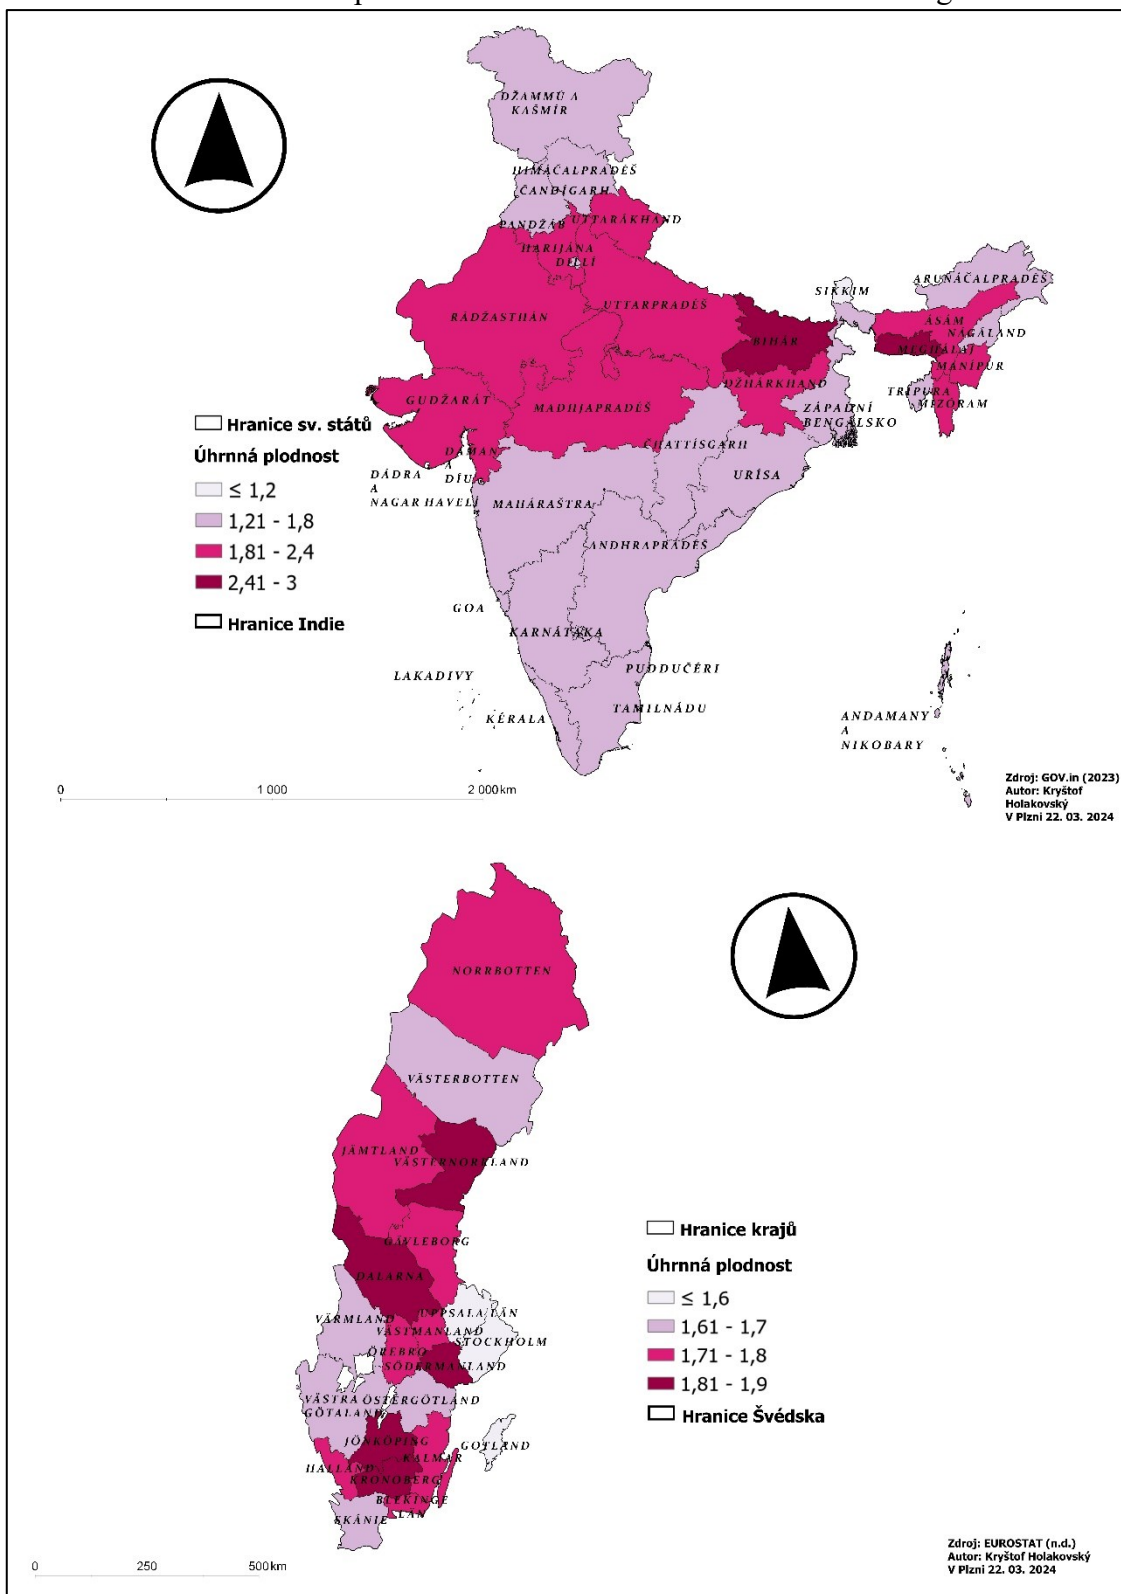 DŽAMMÚ A
KAŠMÍR
HIMÁČALPRADÉŠ
ČANDÍGARH
PANDŽÁB
UTTARÁKHAND
HARIJÁNA
DILLÍ
ARUNÁČALPRADÉŠ
SIKKIM
RÁDŽASTHÁN
UTTARPRADÉŠ
ÁSÁM
NÁGÁLAND
BIHÁR
MEGHÁLAJ
MANÍPUR
DŽHÁRKHAND
TRIPURA
MIZÓRAM
GUDŽARÁT
MADHJAPRADÉŠ
ZÁPADNÍ
BENGÁLSKO
Hranice sv. států
ČHATTÍSGARH
Úhrnná plodnost
DAMAN
A
DÍU
URÍSA
DÁDRA
A
NAGAR HAVELÍ
≤ 1,2
MAHÁRAŠTRA
1,21 - 1,8
1,81 - 2,4
ANDHRAPRADÉŠ
2,41 - 3
GOA
Hranice Indie
KARNÁTAKA
LAKADIVY
PUDDUČÉRI
KÉRALA
TAMILNÁDU
ANDAMANY
A
NIKOBARY
0 1 000 2 000 km
Zdroj: GOV.in (2023)
Autor: Kryštof
Holakovský
V Plzni 22. 03. 2024
NORRBOTTEN
VÄSTERBOTTEN
JÄMTLAND
VÄSTERNORRLAND
GÄVLEBORG
DALARNA
Hranice krajů
Úhrnná plodnost
≤ 1,6
1,61 - 1,7
1,71 - 1,8
1,81 - 1,9
Hranice Švédska
UPPSALA LÄN
VÄRMLAND
VÄSTMANLAND
STOCKHOLM
ÖREBRO
SÖDERMANLAND
VÄSTRA
GÖTALAND
ÖSTERGÖTLAND
JÖNKÖPING
GOTLAND
KALMAR
HALLAND
KRONOBERG
BLEKINGE
LÄN
SKÅNIE
0 250 500 km
Zdroj: EUROSTAT (n.d.)
Autor: Kryštof Holakovský
V Plzni 22. 03. 2024